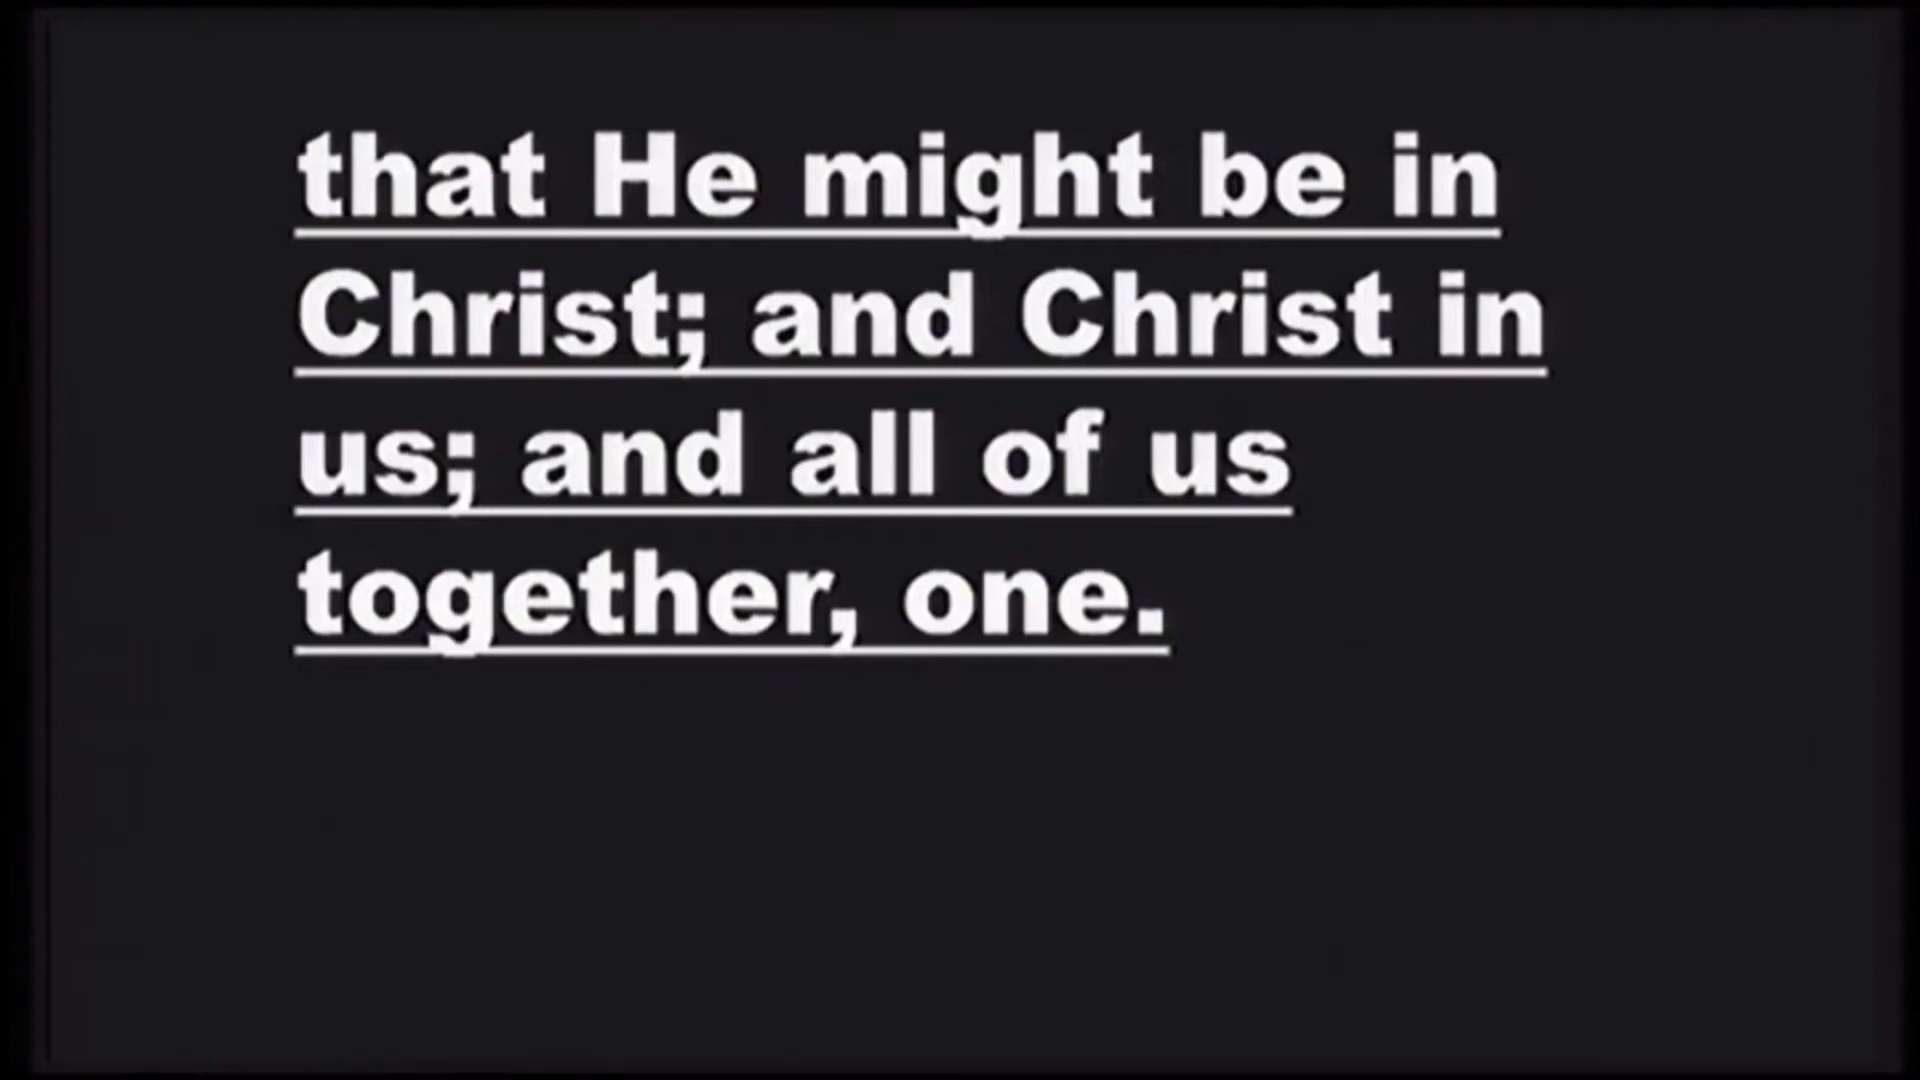 that He might be in
Christ; and Christ in
us; and all of us
together, one.